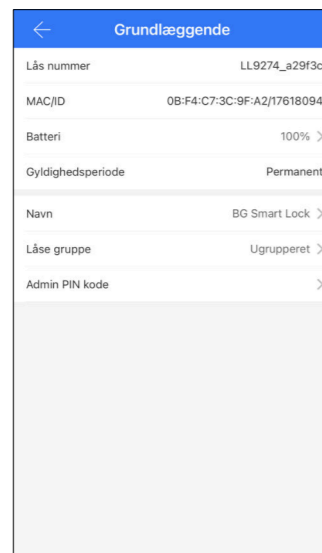 Grundlæggende
Lås nummer LL9274_a29f3c
MAC/ID 0B:F4:C7:3C:9F:A2/17618094
Batteri 100%
Gyldighedsperiode Permanent
Navn BG Smart Lock
Låse gruppe Ugrupperet
Admin PIN kode